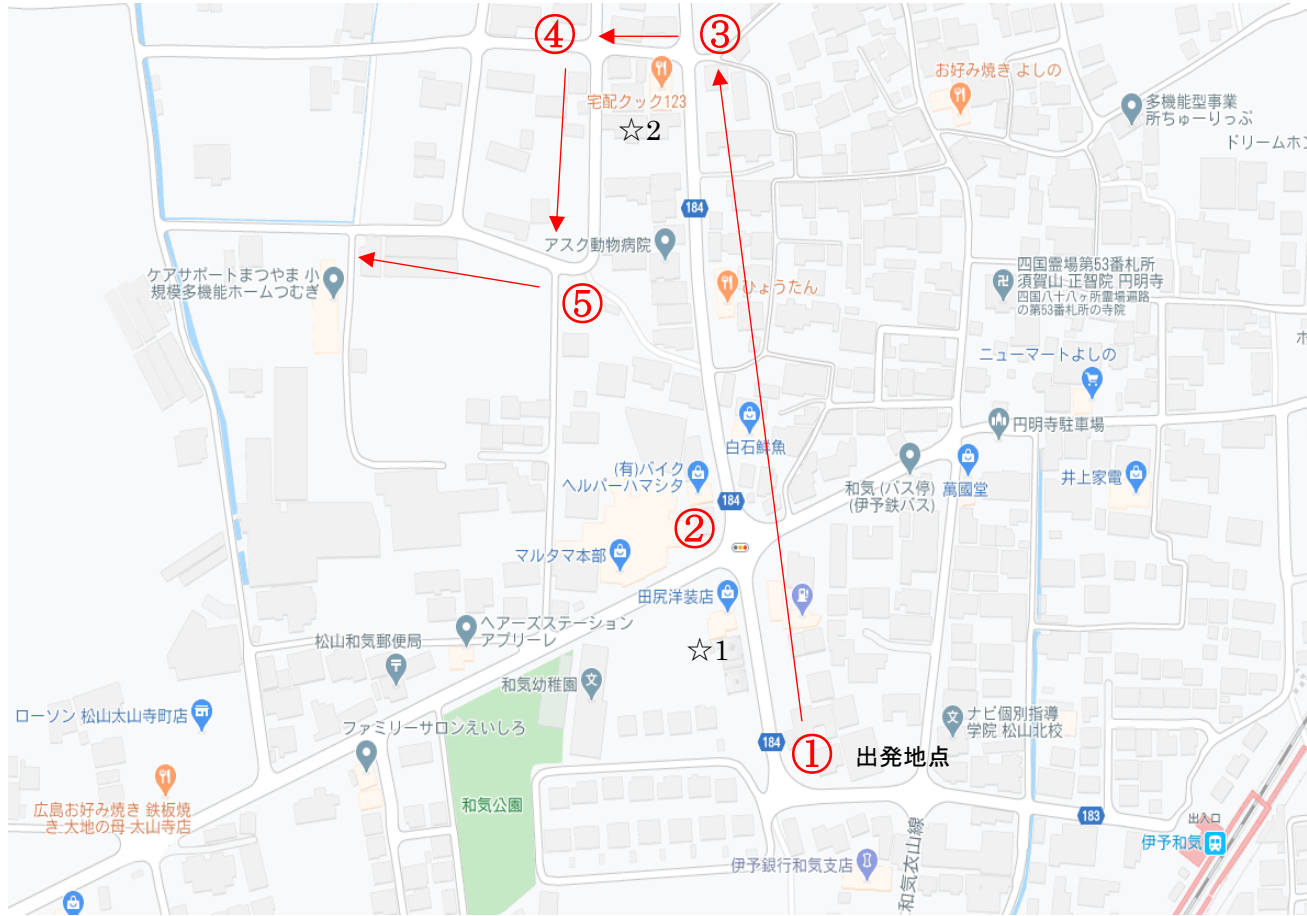 ④
③
宅配クック123
☆2
お好み焼き よしの
多機能型事業
所ちゅーりっぷ
ドリームホン
184
アスク動物病院
ケアサポートまつやま 小
規模多機能ホームつむぎ
⑤
ひょうたん
四国霊場第53番札所
須賀山 正智院 円明寺
四国八十八ヶ所霊場遍路
の第53番札所の寺院
ホ
ニューマートよしの
白石鮮魚
円明寺駐車場
(有)バイク
ヘルパーハマシタ
184
和気 (バス停)
(伊予鉄バス)
萬國堂
井上家電
②
マルタマ本部
田尻洋装店
☆1
ヘアーズステーション
アプリーレ
松山和気郵便局
和気幼稚園
ローソン 松山太山寺町店
ファミリーサロンえいしろ
ナビ個別指導
学院 松山北校
184
①
出発地点
広島お好み焼き 鉄板焼
き 大地の母 太山寺店
和気公園
183
出入口
伊予和気
伊予銀行和気支店
和気衣山線